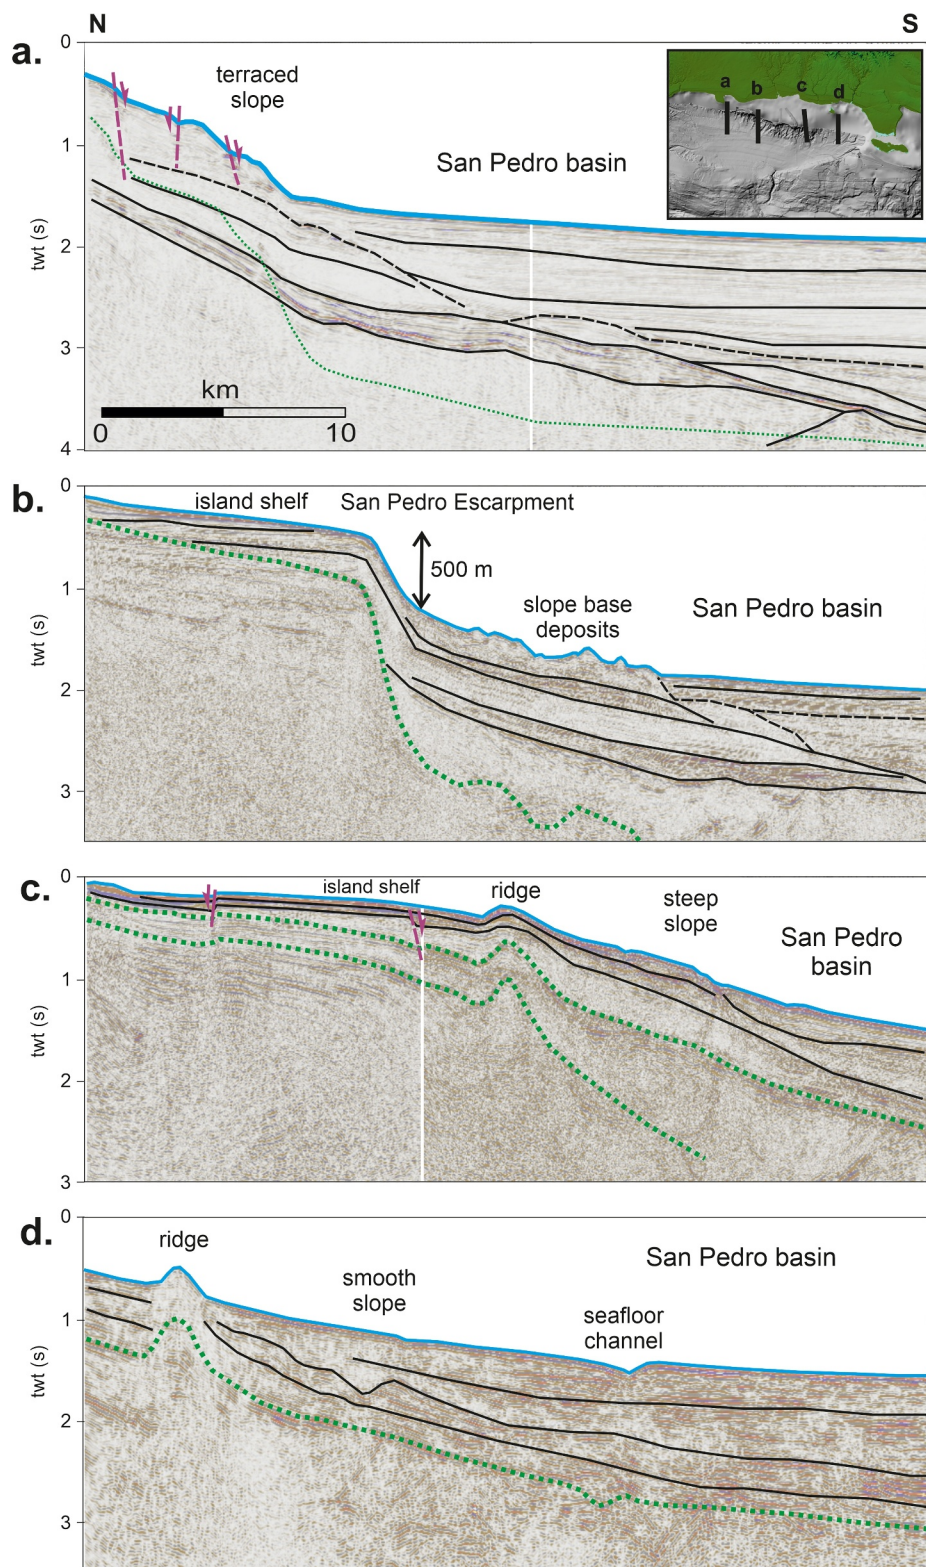 N
S
a.
0
terraced
slope
a
b
c
d
1
San Pedro basin
twt (s)
2
3
km
0
10
4
b.
0
island shelf
San Pedro Escarpment
500 m
1
slope base
deposits
San Pedro basin
twt (s)
2
3
c.
0
island shelf
ridge
steep
slope
San Pedro
basin
1
twt (s)
2
3
d.
0
ridge
San Pedro basin
smooth
slope
seafloor
channel
1
twt (s)
2
3